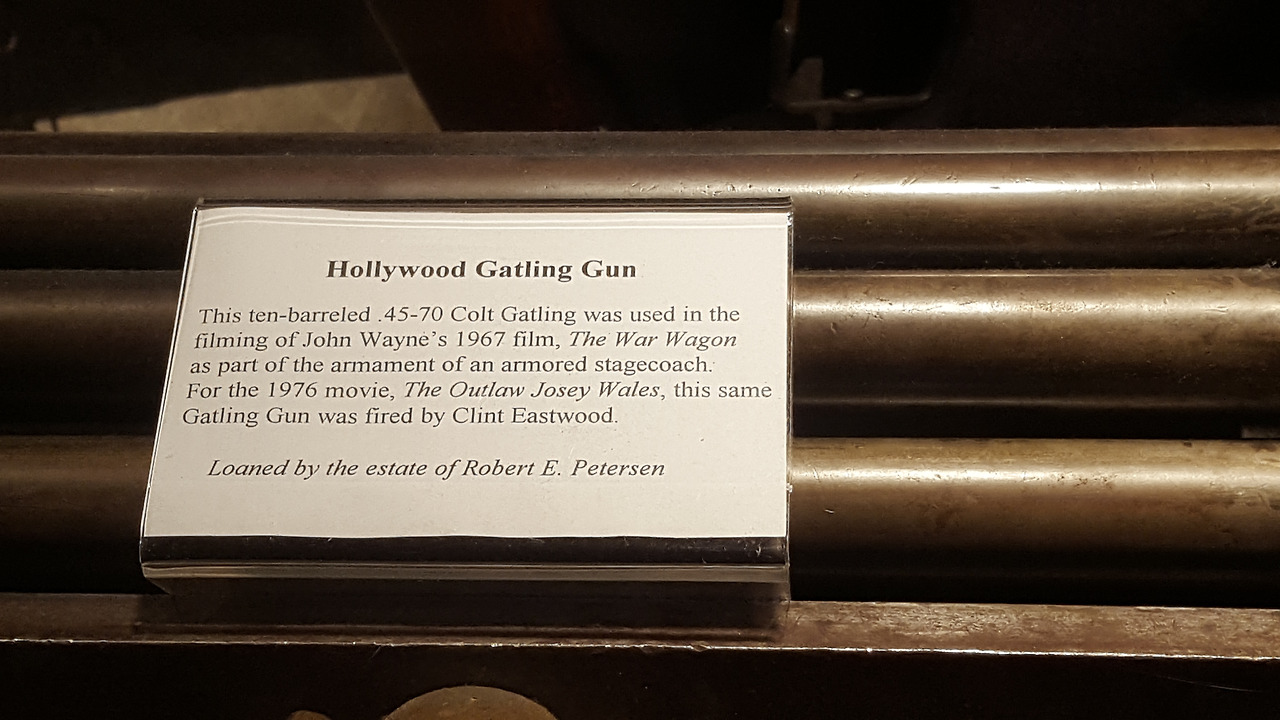 Hollywood Gatling Gun
This ten-barreled .45-70 Colt Gatling was used in the
filming of John Wayne's 1967 film, The War Wagon
as part of the armament of an armored stagecoach.
For the 1976 movie, The Outlaw Josey Wales, this same
Gatling Gun was fired by Clint Eastwood.
Loaned by the estate of Robert E. Petersen